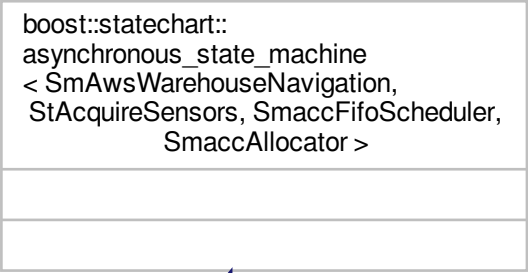 boost::statechart::
asynchronous_state_machine
< SmAwsWarehouseNavigation,
StAcquireSensors, SmaccFifoScheduler,
SmaccAllocator >